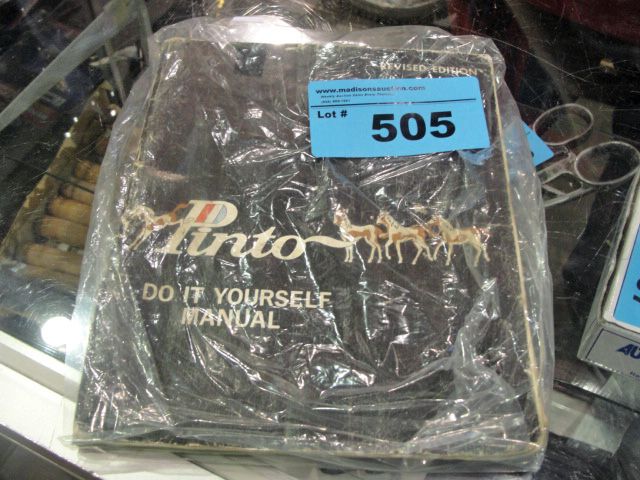 REVISED EDITION
www.madisonsauction.com
Lot # 505
Pinto
DO IT YOURSELF
MANUAL